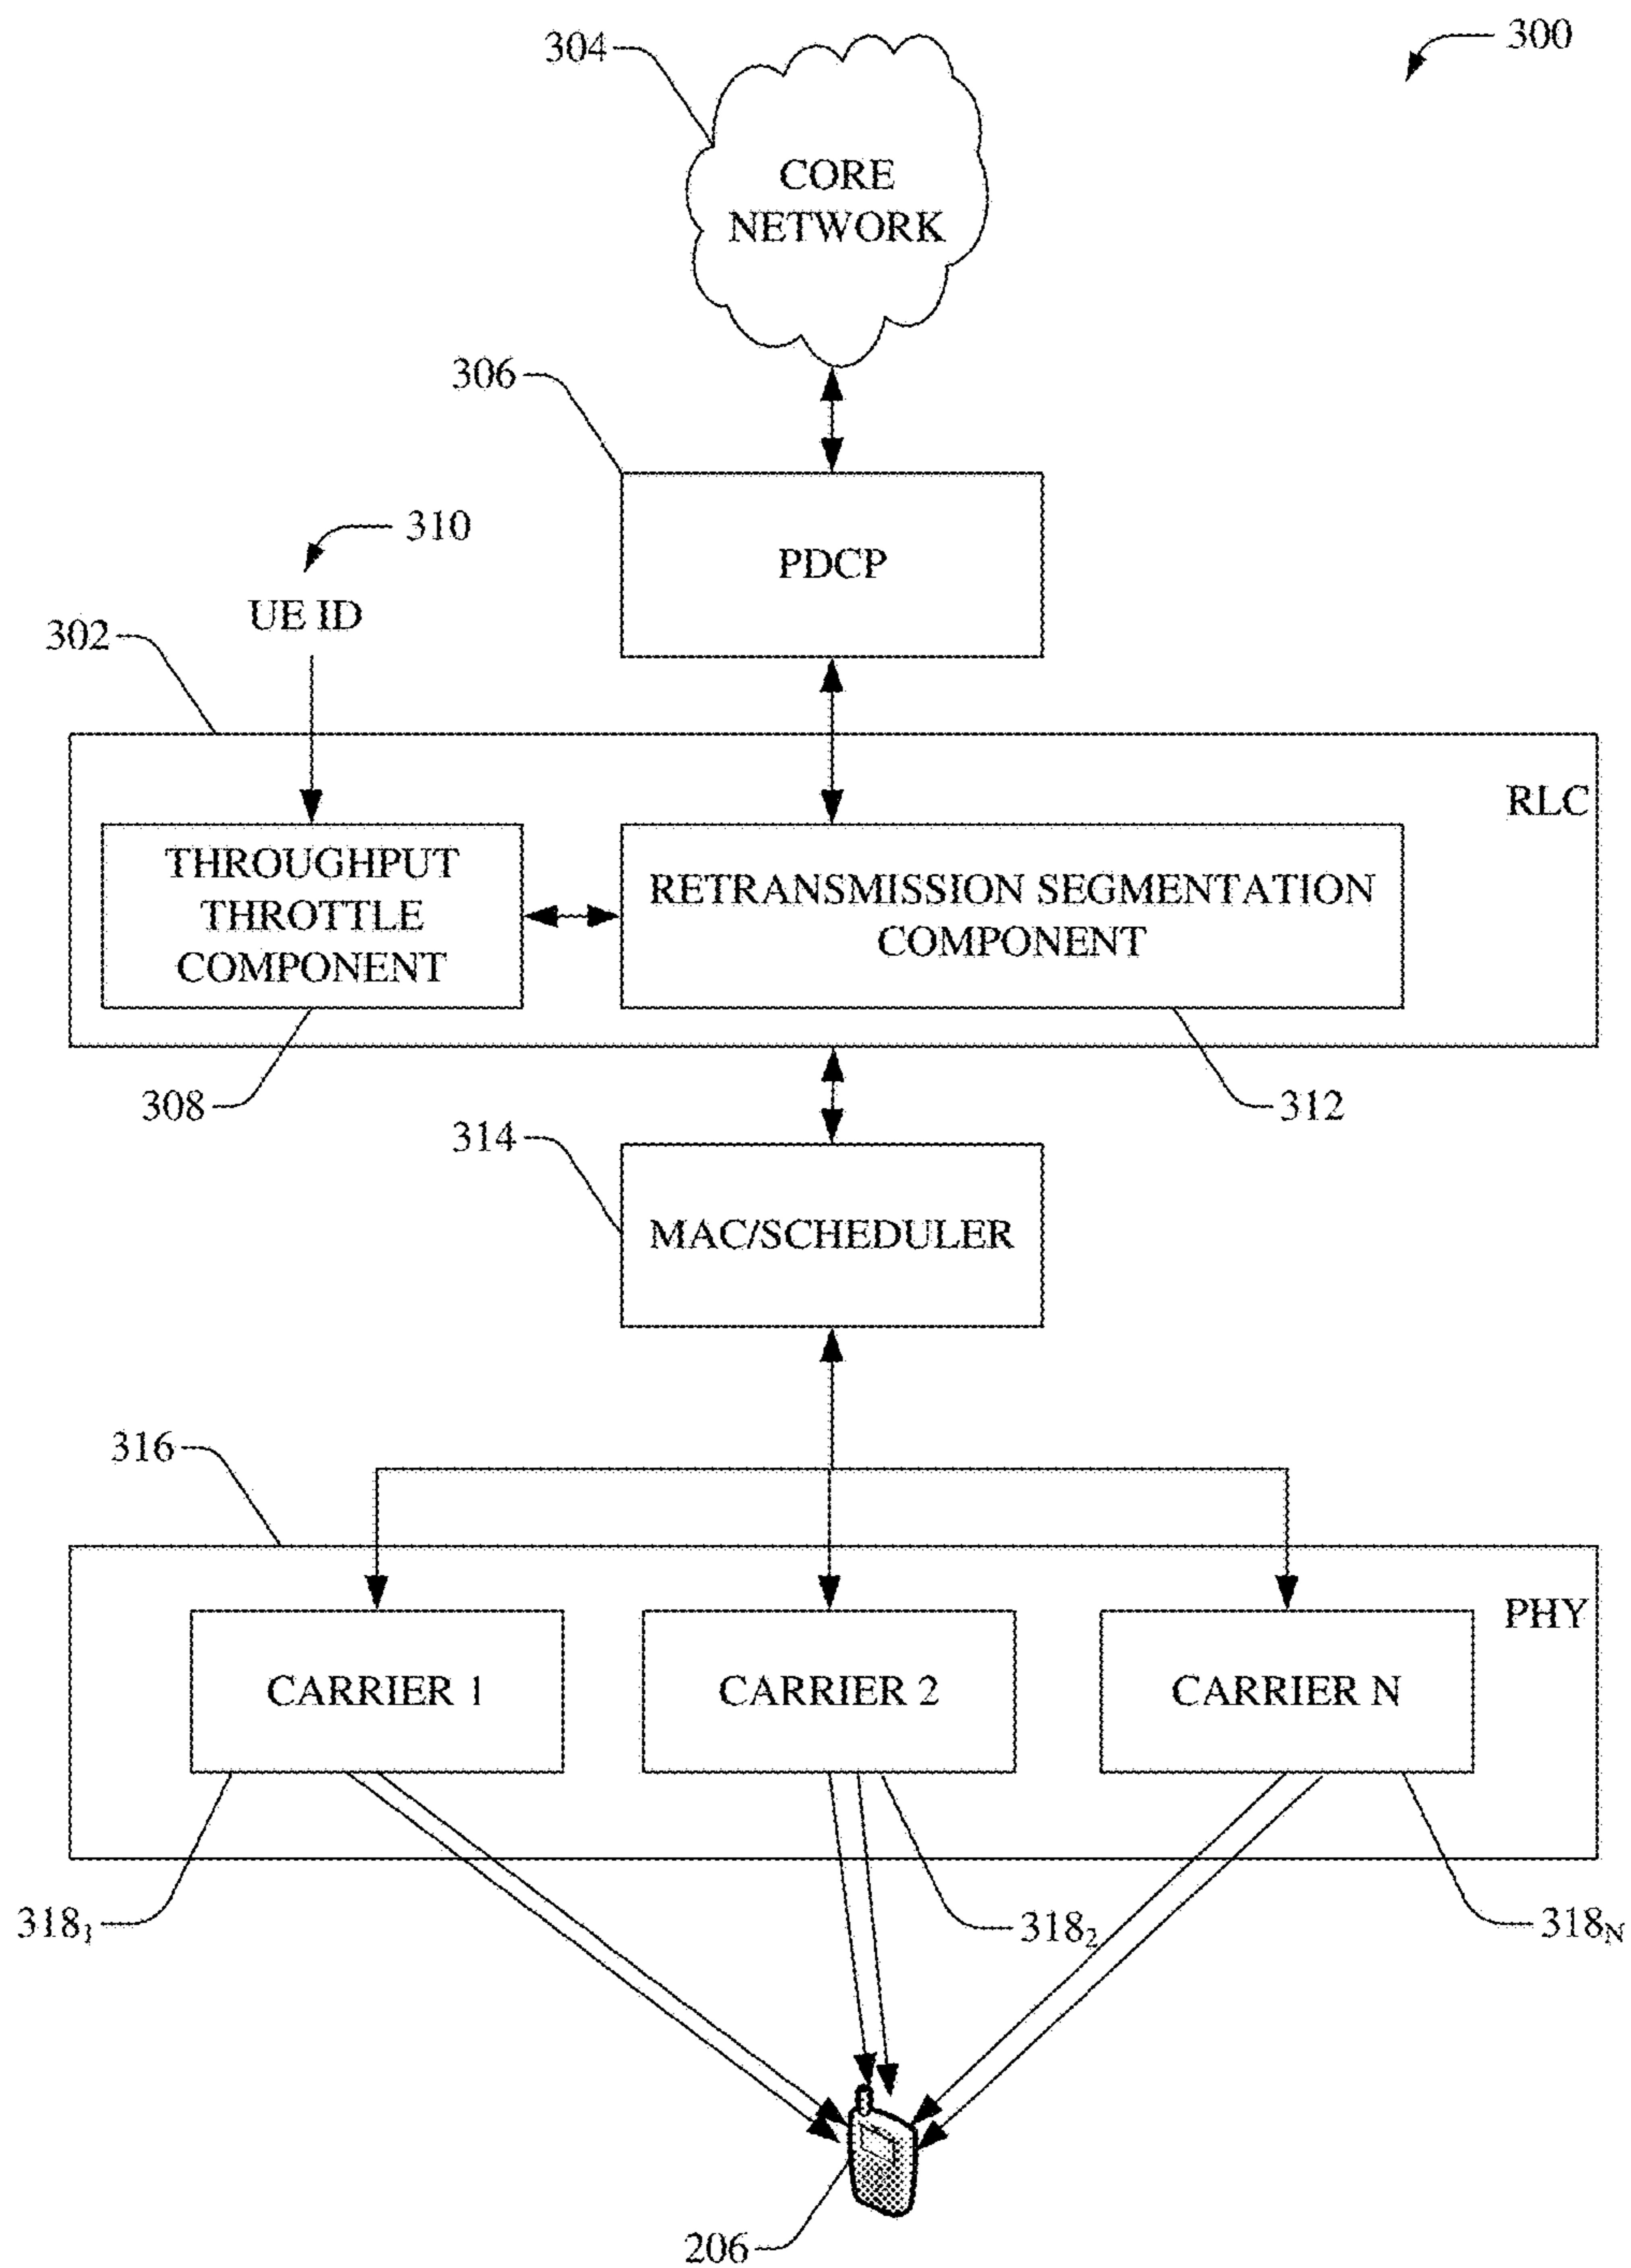 300
304
CORE
NETWORK
306
PDCP
310
UE ID
302
RLC
THROUGHPUT
THROTTLE
COMPONENT
RETRANSMISSION SEGMENTATION
COMPONENT
308
312
314
MAC/SCHEDULER
316
PHY
CARRIER 1
CARRIER 2
CARRIER N
318₁
318₂
318N
206